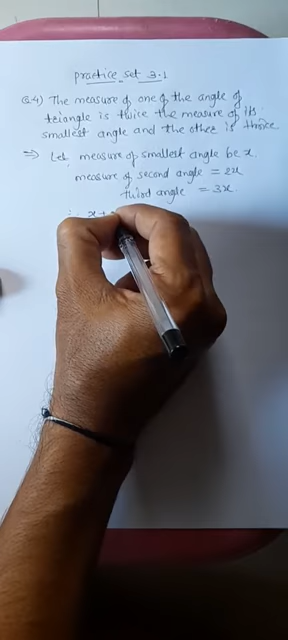 practice set 3.1
Q.4) The measure of one of the angle of
triangle is twice the measure of its
smallest angle and the other is thrice
⇒ Let, measure of smallest angle be x.
measure of second angle = 2x
third angle = 3x
∴ x+